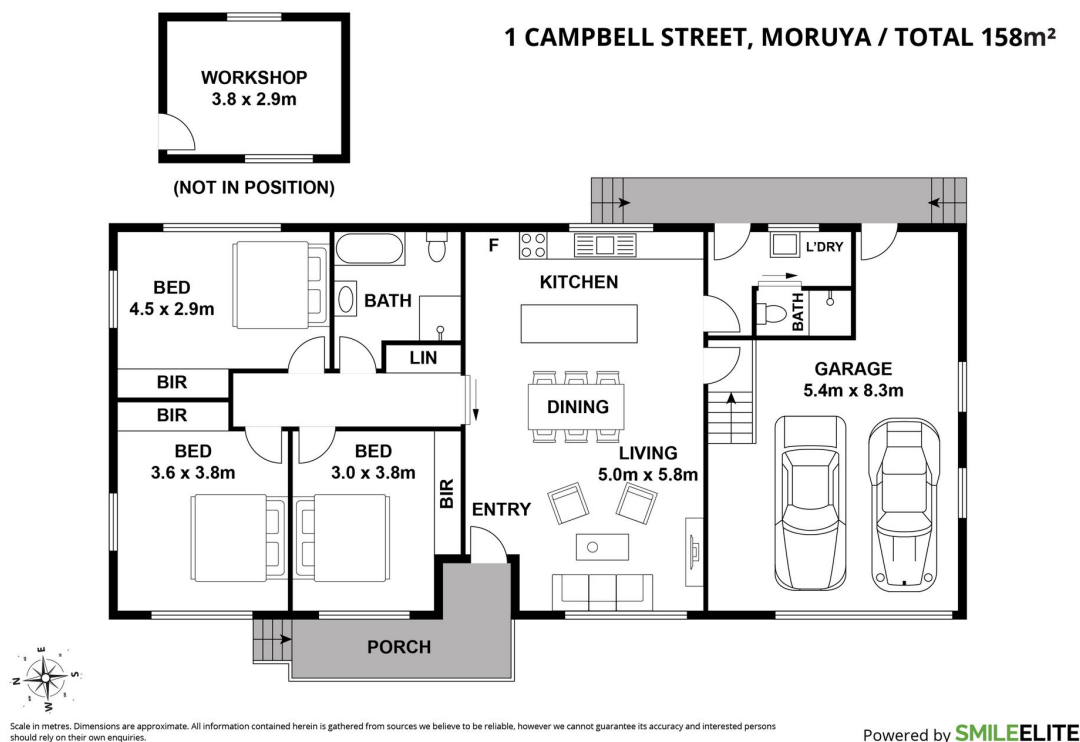 1 CAMPBELL STREET, MORUYA / TOTAL 158m²
WORKSHOP
3.8 x 2.9m
(NOT IN POSITION)
BED
4.5 x 2.9m
BATH
F
KITCHEN
L'DRY
BATH
LIN
BIR
BIR
GARAGE
5.4m x 8.3m
DINING
BED
3.6 x 3.8m
BED
3.0 x 3.8m
BIR
LIVING
5.0m x 5.8m
ENTRY
PORCH
E
N
S
W
Scale in metres. Dimensions are approximate. All information contained herein is gathered from sources we believe to be reliable, however we cannot guarantee its accuracy and interested persons
should rely on their own enquiries.
Powered by SMILEELITE